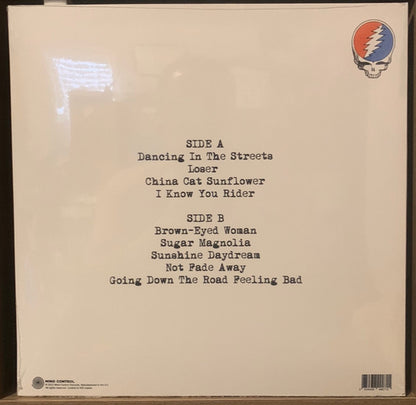 SIDE A
Dancing In The Streets
Loser
China Cat Sunflower
I Know You Rider
SIDE B
Brown-Eyed Woman
Sugar Magnolia
Sunshine Daydream
Not Fade Away
Going Down The Road Feeling Bad
MIND CONTROL